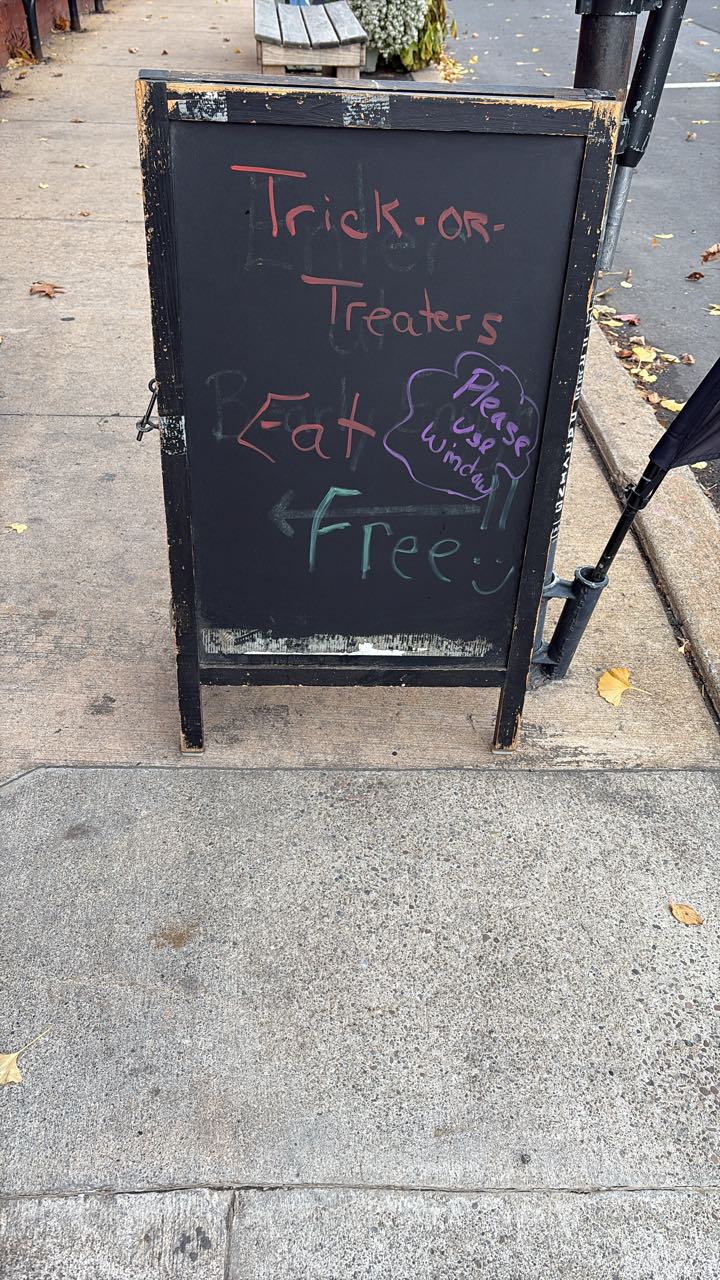 Trick-OR-
Treaters
Eat
Please
use
window
Free!! :)